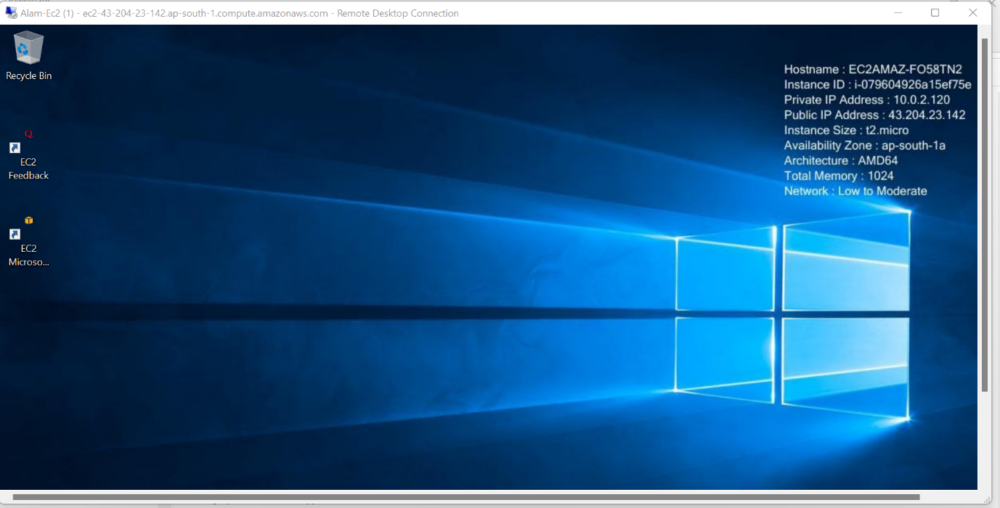 Alam-Ec2 (1) - ec2-43-204-23-142.ap-south-1.compute.amazonaws.com - Remote Desktop Connection
Recycle Bin
EC2
Feedback
EC2
Microso...
Hostname : EC2AMAZ-FO58TN2
Instance ID : i-079604926a15ef75e
Private IP Address : 10.0.2.120
Public IP Address : 43.204.23.142
Instance Size : t2.micro
Availability Zone : ap-south-1a
Architecture : AMD64
Total Memory : 1024
Network : Low to Moderate